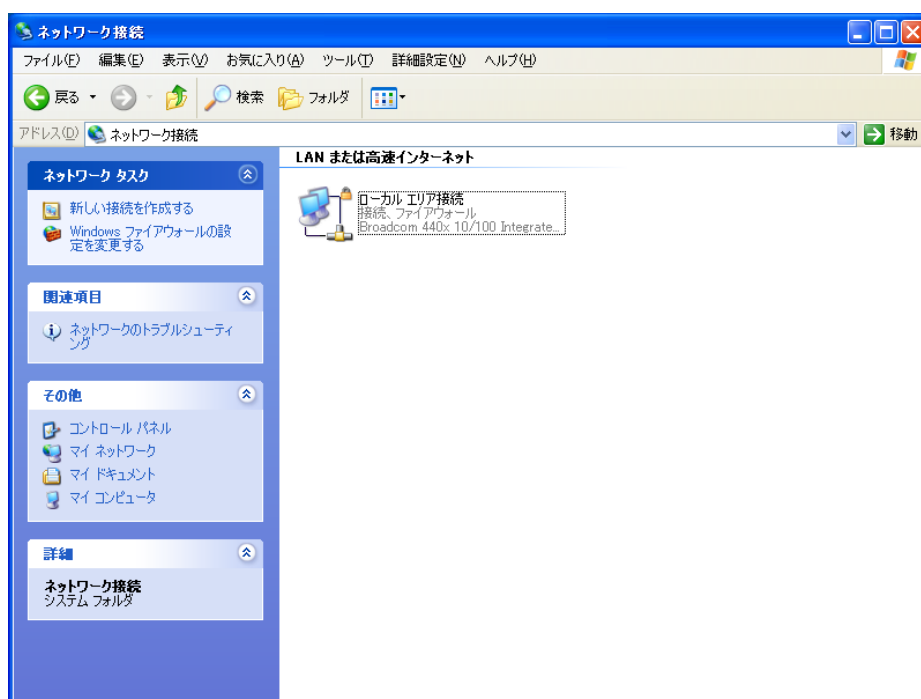 ネットワーク接続
ファイル(F) 編集(E) 表示(V) お気に入り(A) ツール(T) 詳細設定(N) ヘルプ(H)
戻る 検索 フォルダ
アドレス(D) ネットワーク接続 移動
ネットワーク タスク
新しい接続を作成する
Windows ファイアウォールの設
定を変更する
関連項目
ネットワークのトラブルシューティ
ング
その他
コントロール パネル
マイ ネットワーク
マイ ドキュメント
マイ コンピュータ
詳細
ネットワーク接続
システム フォルダ
LAN または高速インターネット
ローカル エリア接続
接続、ファイアウォール
Broadcom 440x 10/100 Integrate...